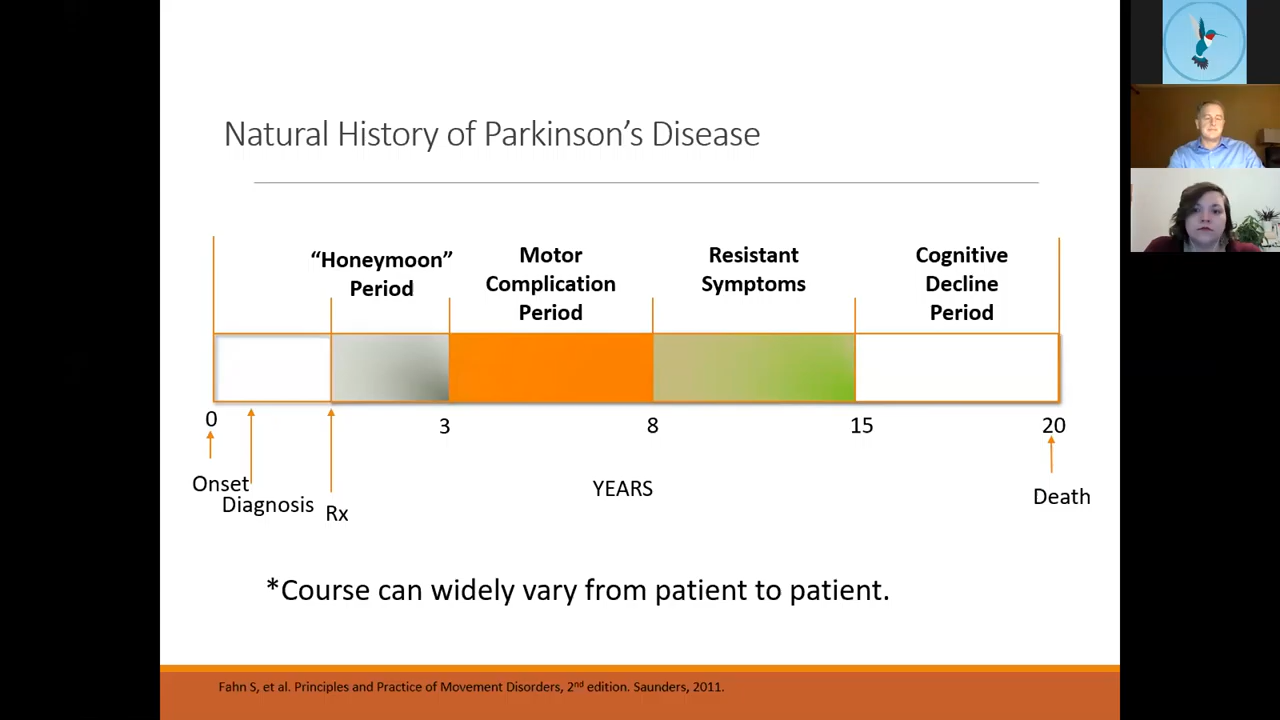 Natural History of Parkinson's Disease
"Honeymoon"
Period
Motor
Complication
Period
Resistant
Symptoms
Cognitive
Decline
Period
0
3
8
15
20
Onset
Diagnosis
Rx
YEARS
Death
*Course can widely vary from patient to patient.
Fahn S, et al. Principles and Practice of Movement Disorders, 2nd edition. Saunders, 2011.